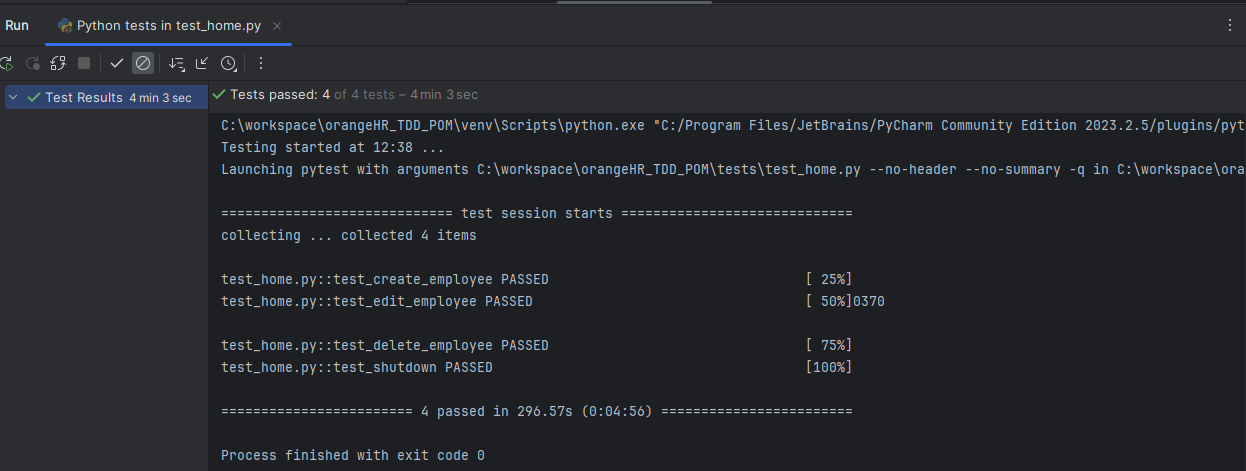 Run
Python tests in test_home.py
Test Results 4 min 3 sec
Tests passed: 4 of 4 tests – 4 min 3 sec
C:\workspace\orangeHR_TDD_POM\venv\Scripts\python.exe "C:/Program Files/JetBrains/PyCharm Community Edition 2023.2.5/plugins/pyt
Testing started at 12:38 ...
Launching pytest with arguments C:\workspace\orangeHR_TDD_POM\tests\test_home.py --no-header --no-summary -q in C:\workspace\ora
============================= test session starts =============================
collecting ... collected 4 items
test_home.py::test_create_employee PASSED [ 25%]
test_home.py::test_edit_employee PASSED [ 50%]0370
test_home.py::test_delete_employee PASSED [ 75%]
test_home.py::test_shutdown PASSED [100%]
======================== 4 passed in 296.57s (0:04:56) ========================
Process finished with exit code 0